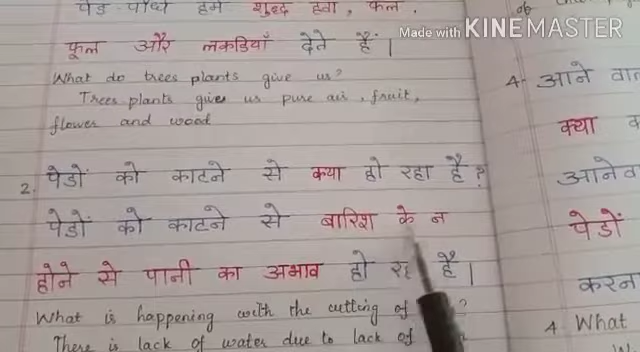 पेड़-पौधे हमें शुद्ध हवा, फल,
फूल और लकडियाँ देते हैं।
What do trees plants give us?
Trees plants gives us pure air, fruit,
flower and wood
2. पेडों को काटने से क्या हो रहा है?
पेडों को काटने से बारिश के न
होने से पानी का अभाव हो रहा है।
What is happening with the cutting of ?
There is lack of water due to lack of
Made with KINEMASTER
4- आने
क्या
आने
पेडों
करना
4. What